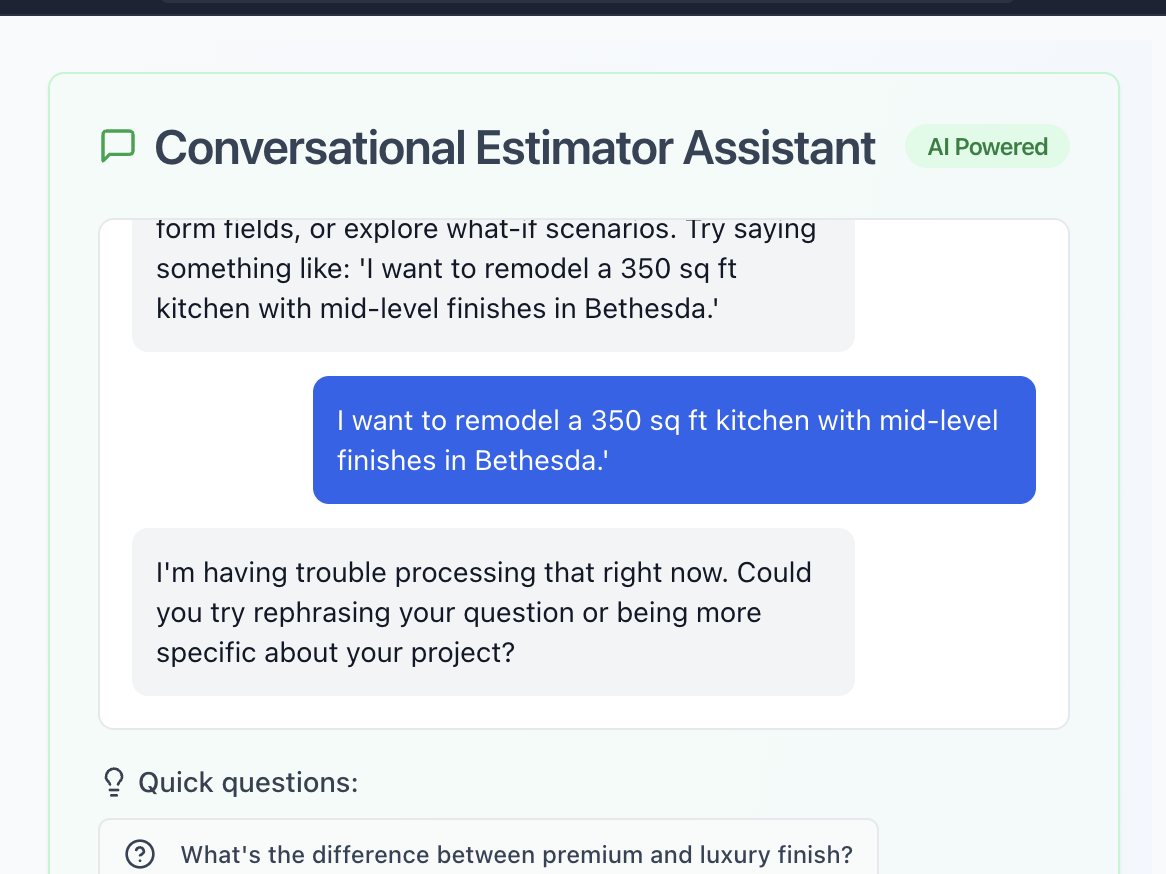 Conversational Estimator Assistant
AI Powered
form fields, or explore what-if scenarios. Try saying
something like: 'I want to remodel a 350 sq ft
kitchen with mid-level finishes in Bethesda.'
I want to remodel a 350 sq ft kitchen with mid-level
finishes in Bethesda.'
I'm having trouble processing that right now. Could
you try rephrasing your question or being more
specific about your project?
Quick questions:
What's the difference between premium and luxury finish?